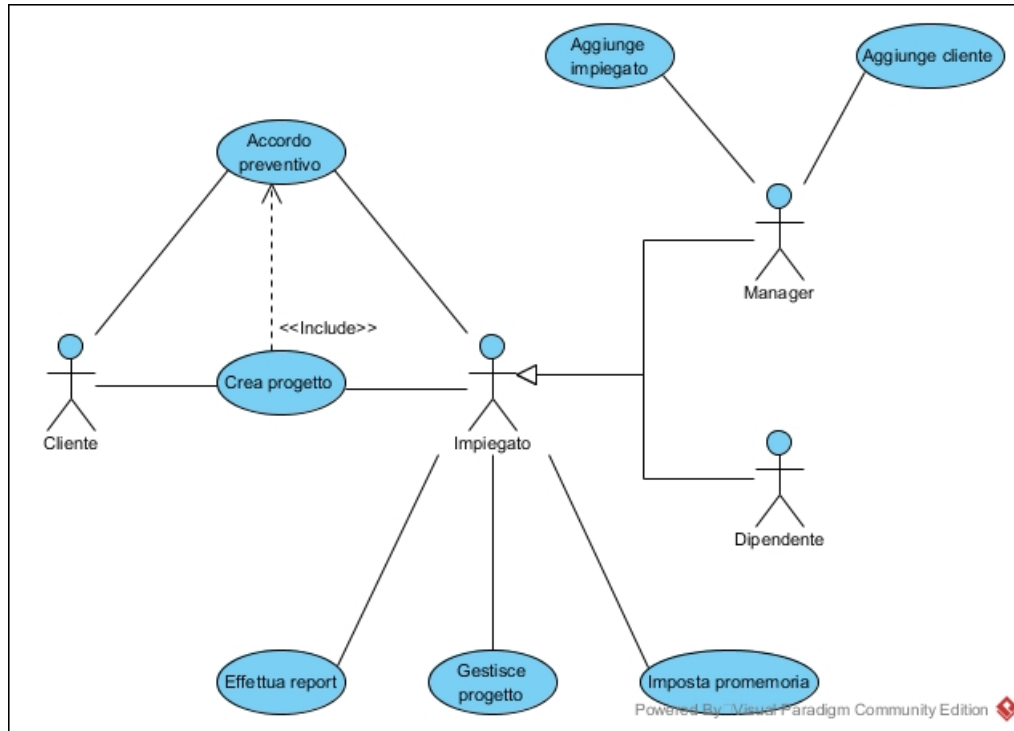 Aggiunge
impiegato
Aggiunge cliente
Accordo
preventivo
Manager
<<Include>>
Crea progetto
Cliente
Impiegato
Dipendente
Effettua report
Gestisce
progetto
Imposta promemoria
Powered By Visual Paradigm Community Edition